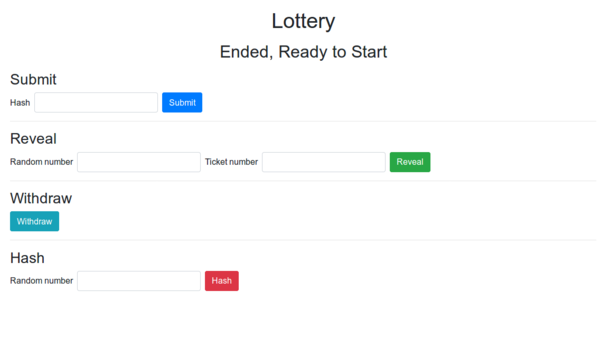 Lottery
Ended, Ready to Start
Submit
Hash Submit
Reveal
Random number Ticket number Reveal
Withdraw
Withdraw
Hash
Random number Hash